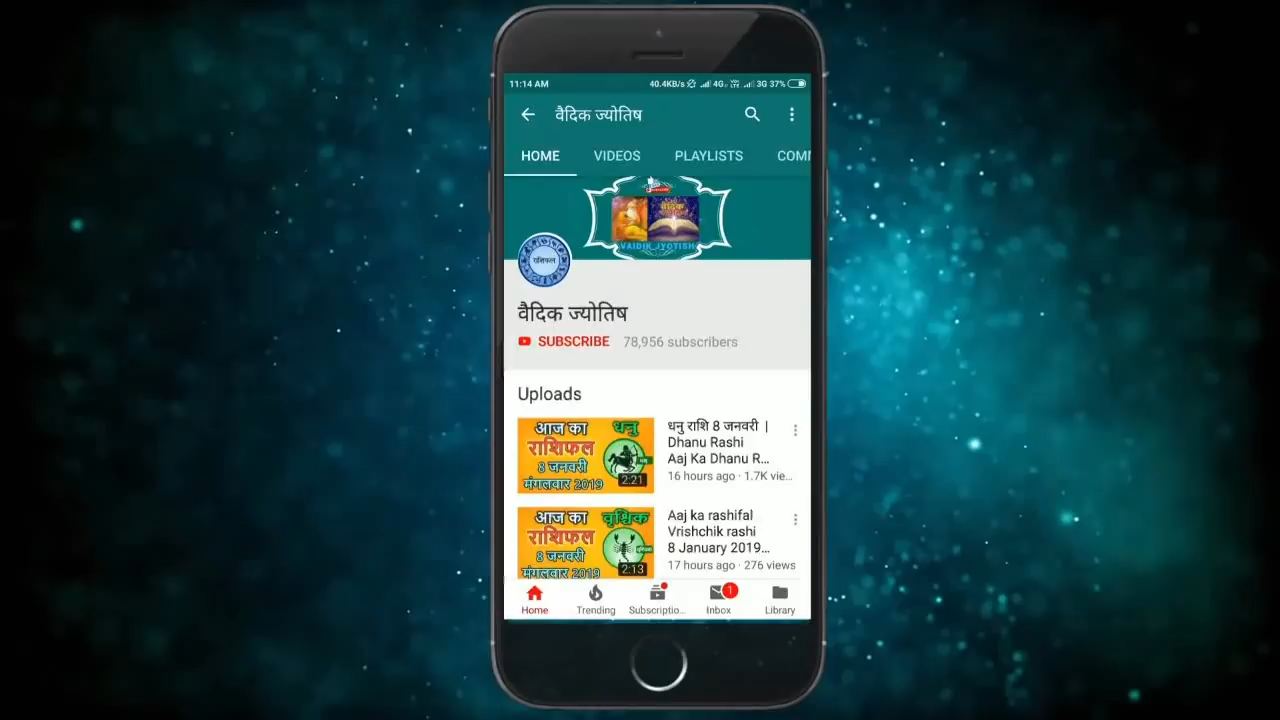 11:14 AM
40.4KB/s 4G 3G 37%
वैदिक ज्योतिष
HOME VIDEOS PLAYLISTS COMM
वैदिक
VAIDIK JYOTISH
राशिफल
वैदिक ज्योतिष
SUBSCRIBE 78,956 subscribers
Uploads
आज का धनु
राशिफल
8 जनवरी
मंगलवार 2019
2:21
धनु राशि 8 जनवरी |
Dhanu Rashi
Aaj Ka Dhanu R...
16 hours ago · 1.7K vie...
आज का वृश्चिक
राशिफल
8 जनवरी
मंगलवार 2019
2:13
Aaj ka rashifal
Vrishchik rashi
8 January 2019...
17 hours ago · 276 views
1
Home Trending Subscriptio... Inbox Library